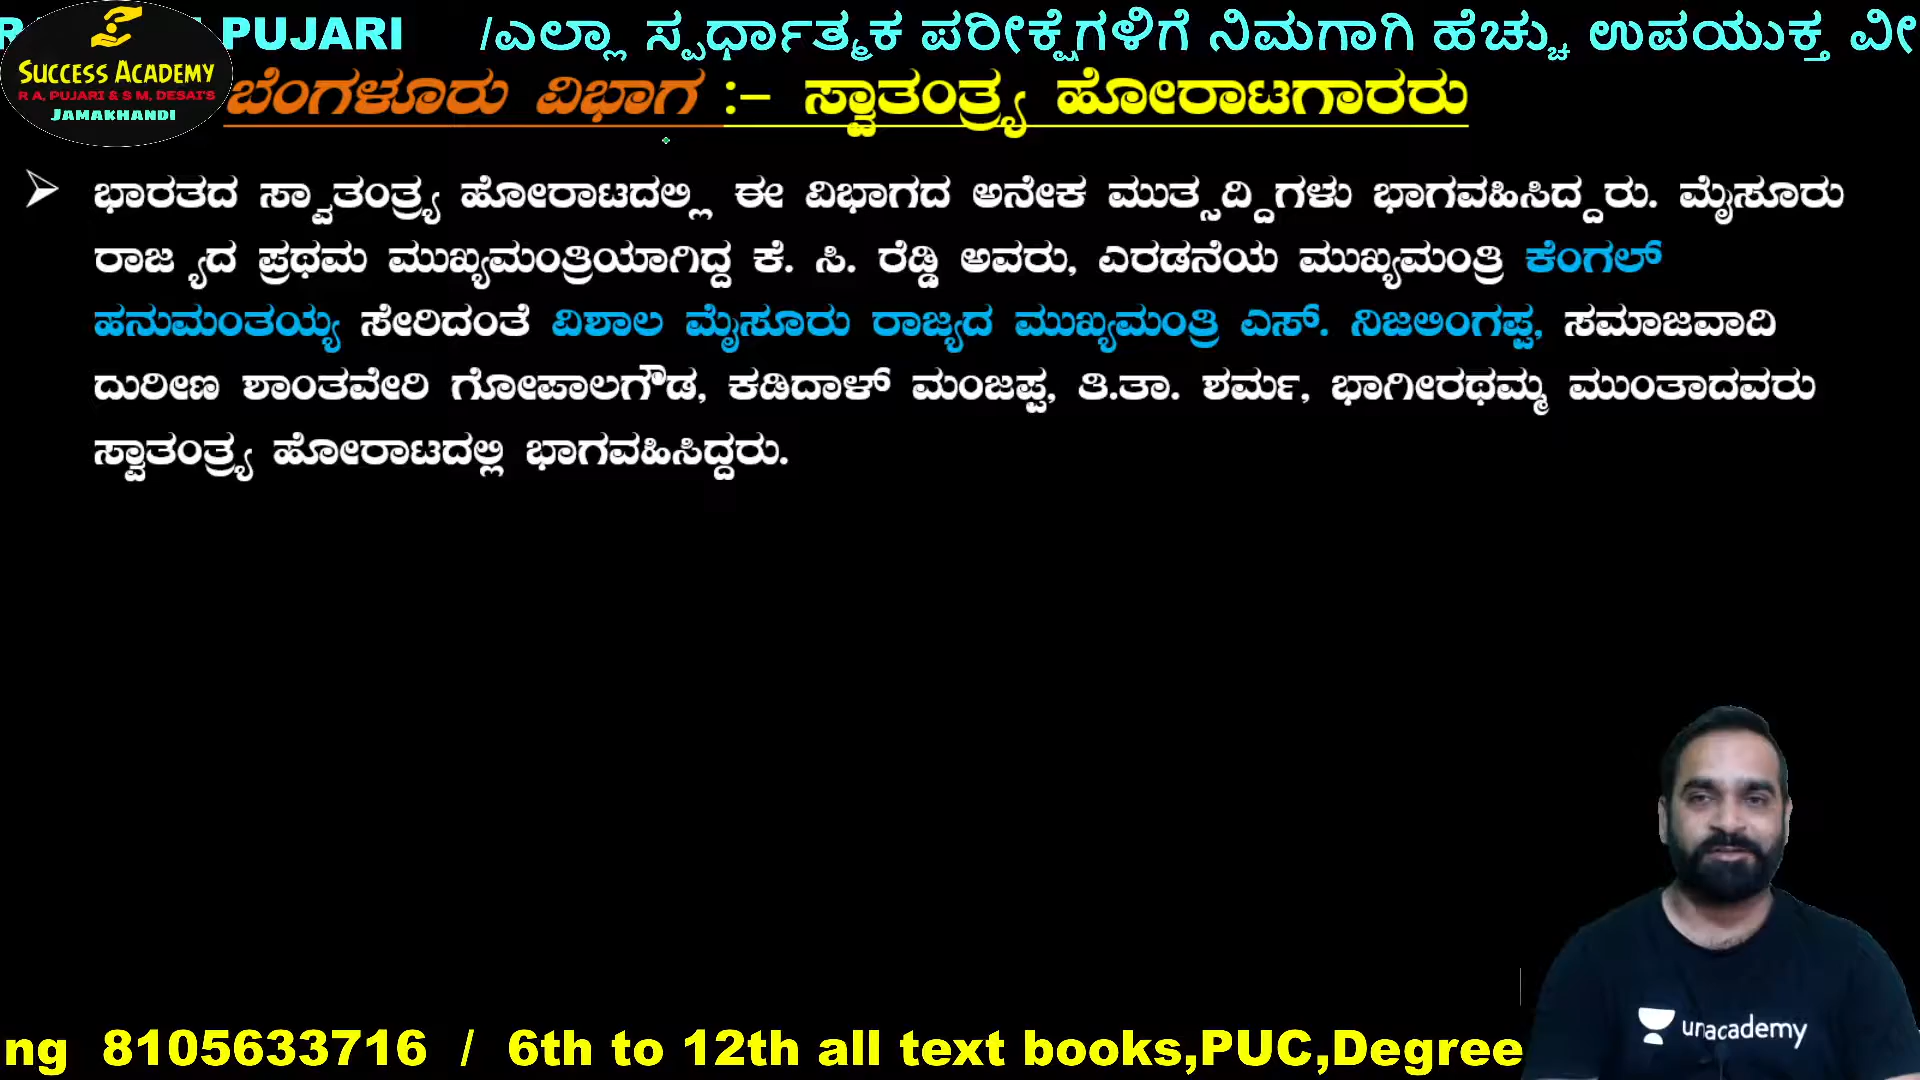 PUJARI /ಎಲ್ಲಾ ಸ್ಪರ್ಧಾತ್ಮಕ ಪರೀಕ್ಷೆಗಳಿಗೆ ನಿಮಗಾಗಿ ಹೆಚ್ಚು ಉಪಯುಕ್ತ ವೀ
SUCCESS ACADEMY
R A, PUJARI & S M, DESAI'S
JAMAKHANDI
ಬೆಂಗಳೂರು ವಿಭಾಗ :– ಸ್ವಾತಂತ್ರ್ಯ ಹೋರಾಟಗಾರರು
➢ ಭಾರತದ ಸ್ವಾತಂತ್ರ್ಯ ಹೋರಾಟದಲ್ಲಿ ಈ ವಿಭಾಗದ ಅನೇಕ ಮುತ್ಸದ್ದಿಗಳು ಭಾಗವಹಿಸಿದ್ದರು. ಮೈಸೂರು
ರಾಜ್ಯದ ಪ್ರಥಮ ಮುಖ್ಯಮಂತ್ರಿಯಾಗಿದ್ದ ಕೆ. ಸಿ. ರೆಡ್ಡಿ ಅವರು, ಎರಡನೆಯ ಮುಖ್ಯಮಂತ್ರಿ ಕೆಂಗಲ್
ಹನುಮಂತಯ್ಯ ಸೇರಿದಂತೆ ವಿಶಾಲ ಮೈಸೂರು ರಾಜ್ಯದ ಮುಖ್ಯಮಂತ್ರಿ ಎಸ್. ನಿಜಲಿಂಗಪ್ಪ, ಸಮಾಜವಾದಿ
ದುರೀಣ ಶಾಂತವೇರಿ ಗೋಪಾಲಗೌಡ, ಕಡಿದಾಳ್ ಮಂಜಪ್ಪ, ತಿ.ತಾ. ಶರ್ಮ, ಭಾಗೀರಥಮ್ಮ ಮುಂತಾದವರು
ಸ್ವಾತಂತ್ರ್ಯ ಹೋರಾಟದಲ್ಲಿ ಭಾಗವಹಿಸಿದ್ದರು.
unacademy
ng 8105633716 / 6th to 12th all text books,PUC,Degree